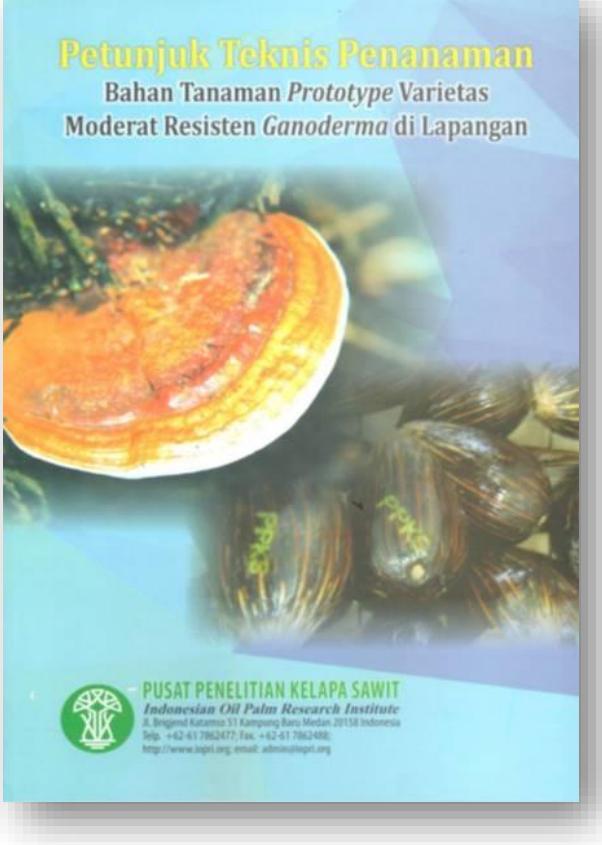 Petunjuk Teknis Penanaman
Bahan Tanaman Prototype Varietas
Moderat Resisten Ganoderma di Lapangan
PPKS
PPKS
PUSAT PENELITIAN KELAPA SAWIT
Indonesian Oil Palm Research Institute
Jl. Brigjend Katamso 51 Kampung Baru Medan 20158 Indonesia
Telp. +62-61 7862477; Fax. +62-61 7862488;
http://www.iopri.org; email: admin@iopri.org